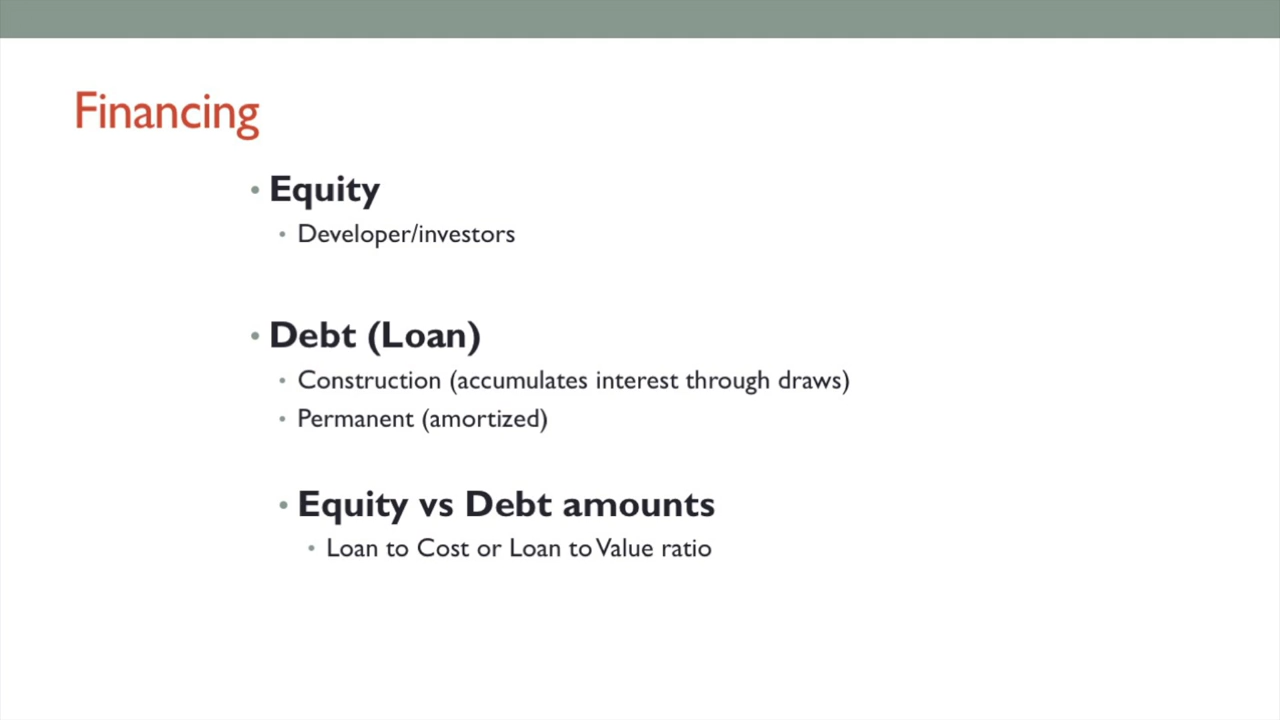 Financing
• Equity
• Developer/investors
• Debt (Loan)
• Construction (accumulates interest through draws)
• Permanent (amortized)
• Equity vs Debt amounts
• Loan to Cost or Loan to Value ratio